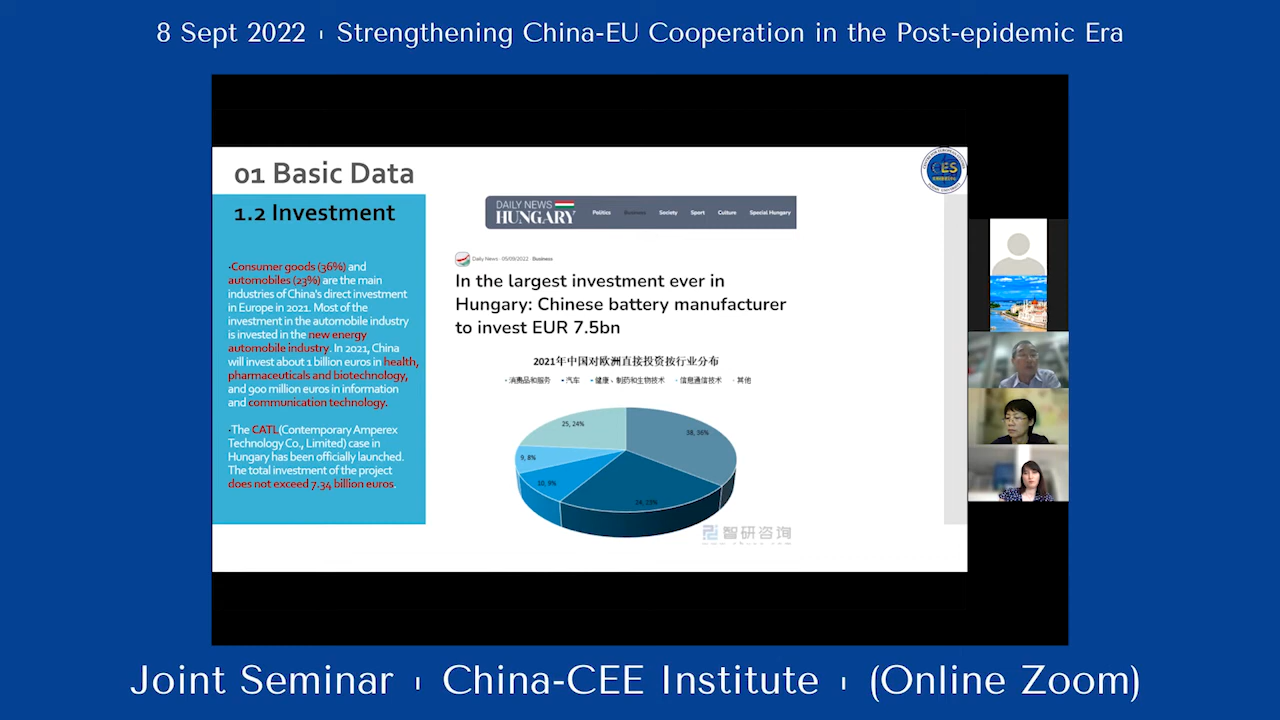 8 Sept 2022 ı Strengthening China-EU Cooperation in the Post-epidemic Era
01 Basic Data
CES
1.2 Investment
·Consumer goods (36%) and
automobiles (23%) are the main
industries of China's direct investment
in Europe in 2021. Most of the
investment in the automobile industry
is invested in the new energy
automobile industry. In 2021, China
will invest about 1 billion euros in health,
pharmaceuticals and biotechnology,
and 900 million euros in information
and communication technology.
·The CATL(Contemporary Amperex
Technology Co., Limited) case in
Hungary has been officially launched.
The total investment of the project
does not exceed 7.34 billion euros.
DAILY NEWS
HUNGARY
Politics Business Society Sport Culture Special Hungary
Daily News · 05/09/2022 · Business
In the largest investment ever in
Hungary: Chinese battery manufacturer
to invest EUR 7.5bn
2021年中国对欧洲直接投资按行业分布
·消费品和服务 ·汽车 ·健康、制药和生物技术 ·信息通信技术 ·其他
25, 24%
38, 36%
9, 8%
10, 9%
24, 23%
智研咨询
Joint Seminar ı China-CEE Institute ı (Online Zoom)